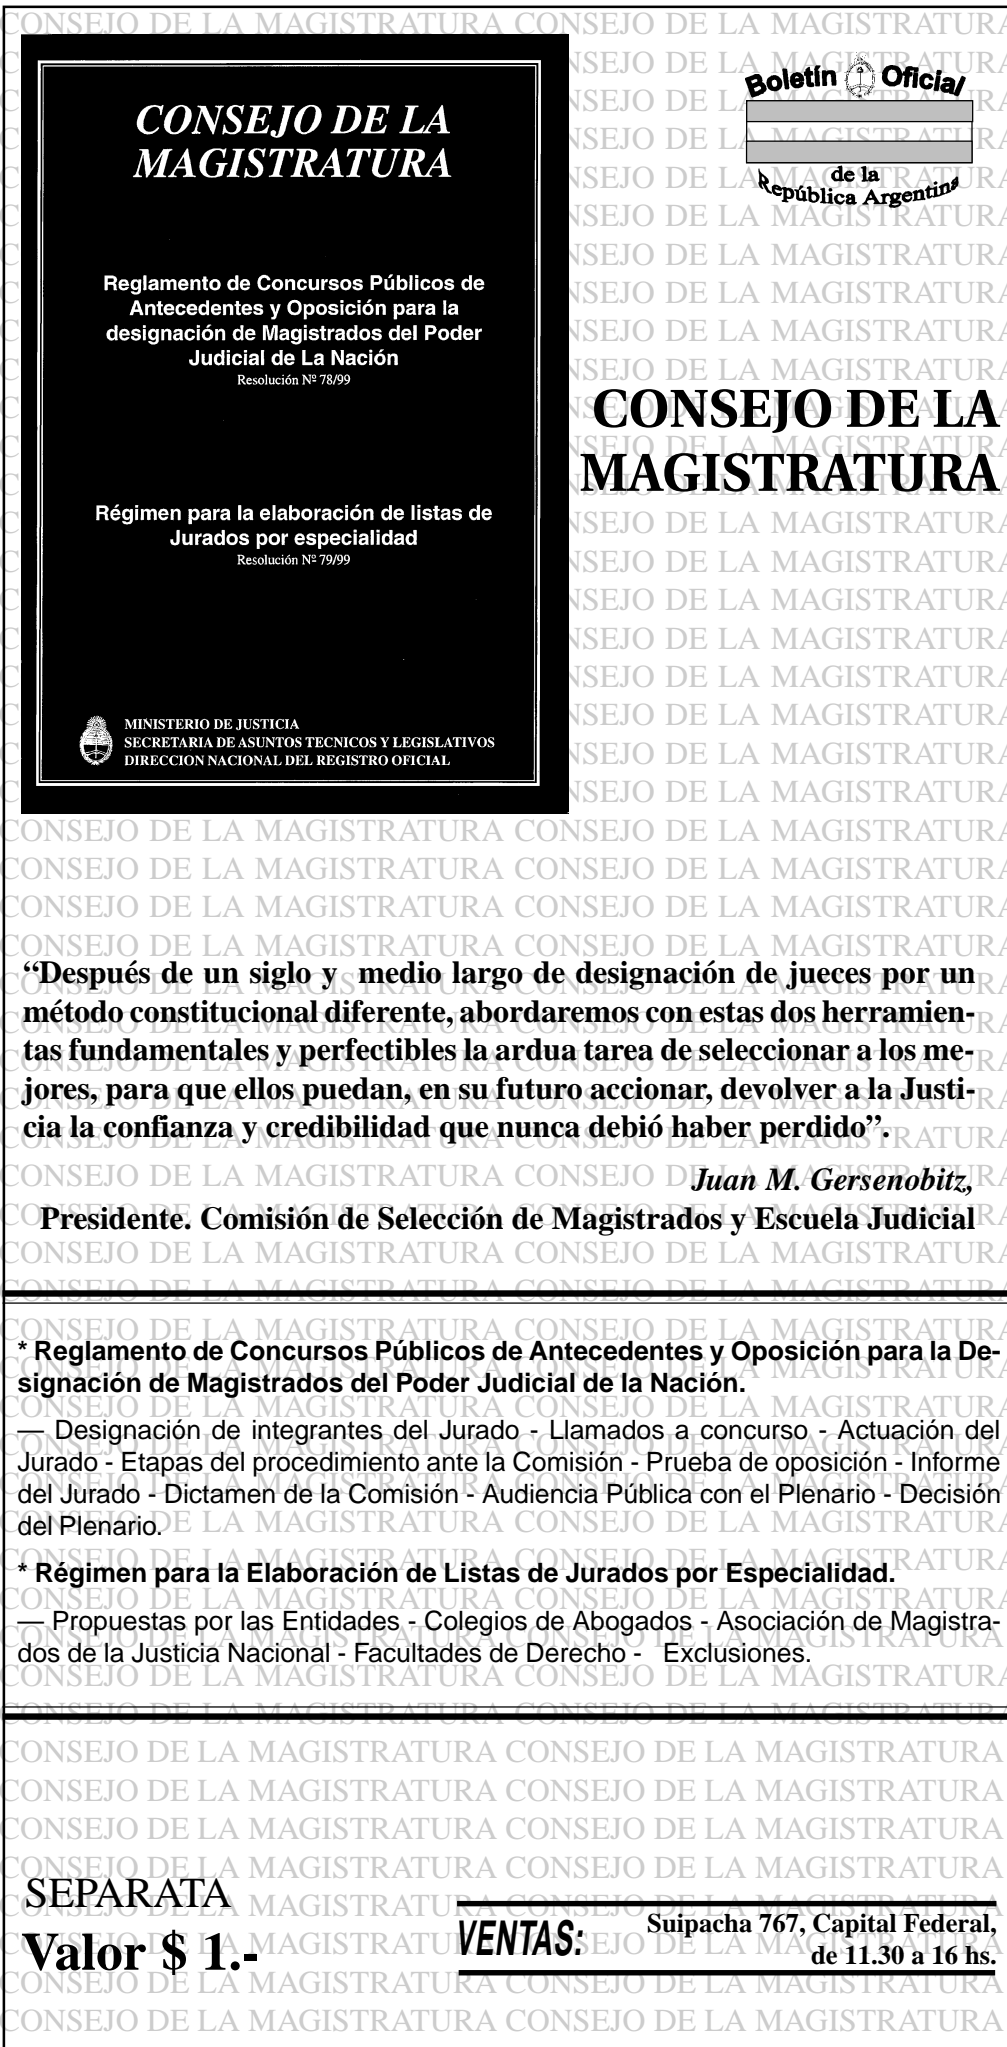 CONSEJO DE LA
MAGISTRATURA
Reglamento de Concursos Públicos de
Antecedentes y Oposición para la
designación de Magistrados del Poder
Judicial de La Nación
Resolución Nº 78/99
Régimen para la elaboración de listas de
Jurados por especialidad
Resolución Nº 79/99
MINISTERIO DE JUSTICIA
SECRETARIA DE ASUNTOS TECNICOS Y LEGISLATIVOS
DIRECCION NACIONAL DEL REGISTRO OFICIAL
Boletín Oficial
de la
República Argentina
CONSEJO DE LA
MAGISTRATURA
“Después de un siglo y medio largo de designación de jueces por un
método constitucional diferente, abordaremos con estas dos herramien-
tas fundamentales y perfectibles la ardua tarea de seleccionar a los me-
jores, para que ellos puedan, en su futuro accionar, devolver a la Justi-
cia la confianza y credibilidad que nunca debió haber perdido”.
Juan M. Gersenobitz,
Presidente. Comisión de Selección de Magistrados y Escuela Judicial
* Reglamento de Concursos Públicos de Antecedentes y Oposición para la De-
signación de Magistrados del Poder Judicial de la Nación.
— Designación de integrantes del Jurado - Llamados a concurso - Actuación del
Jurado - Etapas del procedimiento ante la Comisión - Prueba de oposición - Informe
del Jurado - Dictamen de la Comisión - Audiencia Pública con el Plenario - Decisión
del Plenario.
* Régimen para la Elaboración de Listas de Jurados por Especialidad.
— Propuestas por las Entidades - Colegios de Abogados - Asociación de Magistra-
dos de la Justicia Nacional - Facultades de Derecho - Exclusiones.
CONSEJO DE LA MAGISTRATURA CONSEJO DE LA MAGISTRATURA
SEPARATA
Valor $ 1.-
VENTAS:
Suipacha 767, Capital Federal,
de 11.30 a 16 hs.